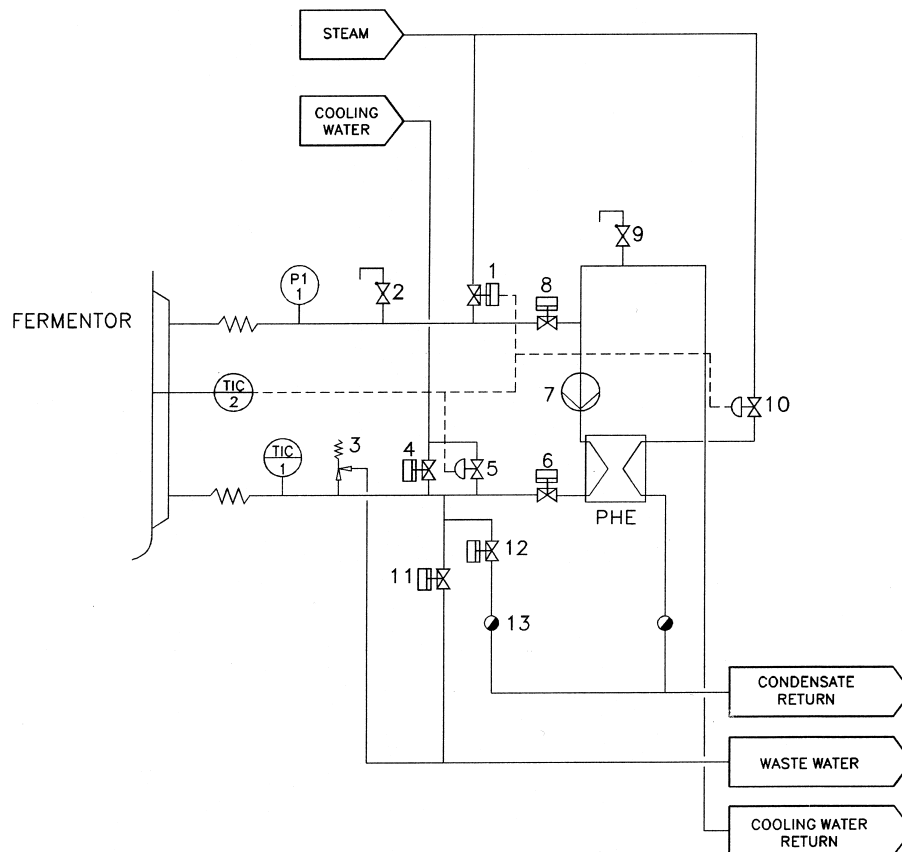 STEAM
COOLING
WATER
9
P1
1
2
1
8
FERMENTOR
TIC
2
7
10
TIC
1
3
4
5
6
PHE
11
12
13
CONDENSATE
RETURN
WASTE WATER
COOLING WATER
RETURN